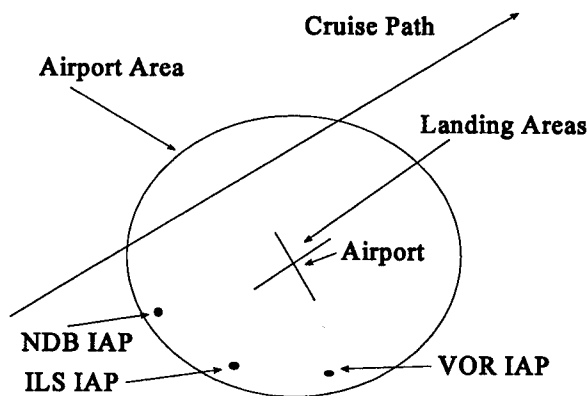 Cruise Path
Airport Area
Landing Areas
Airport
NDB IAP
ILS IAP
VOR IAP